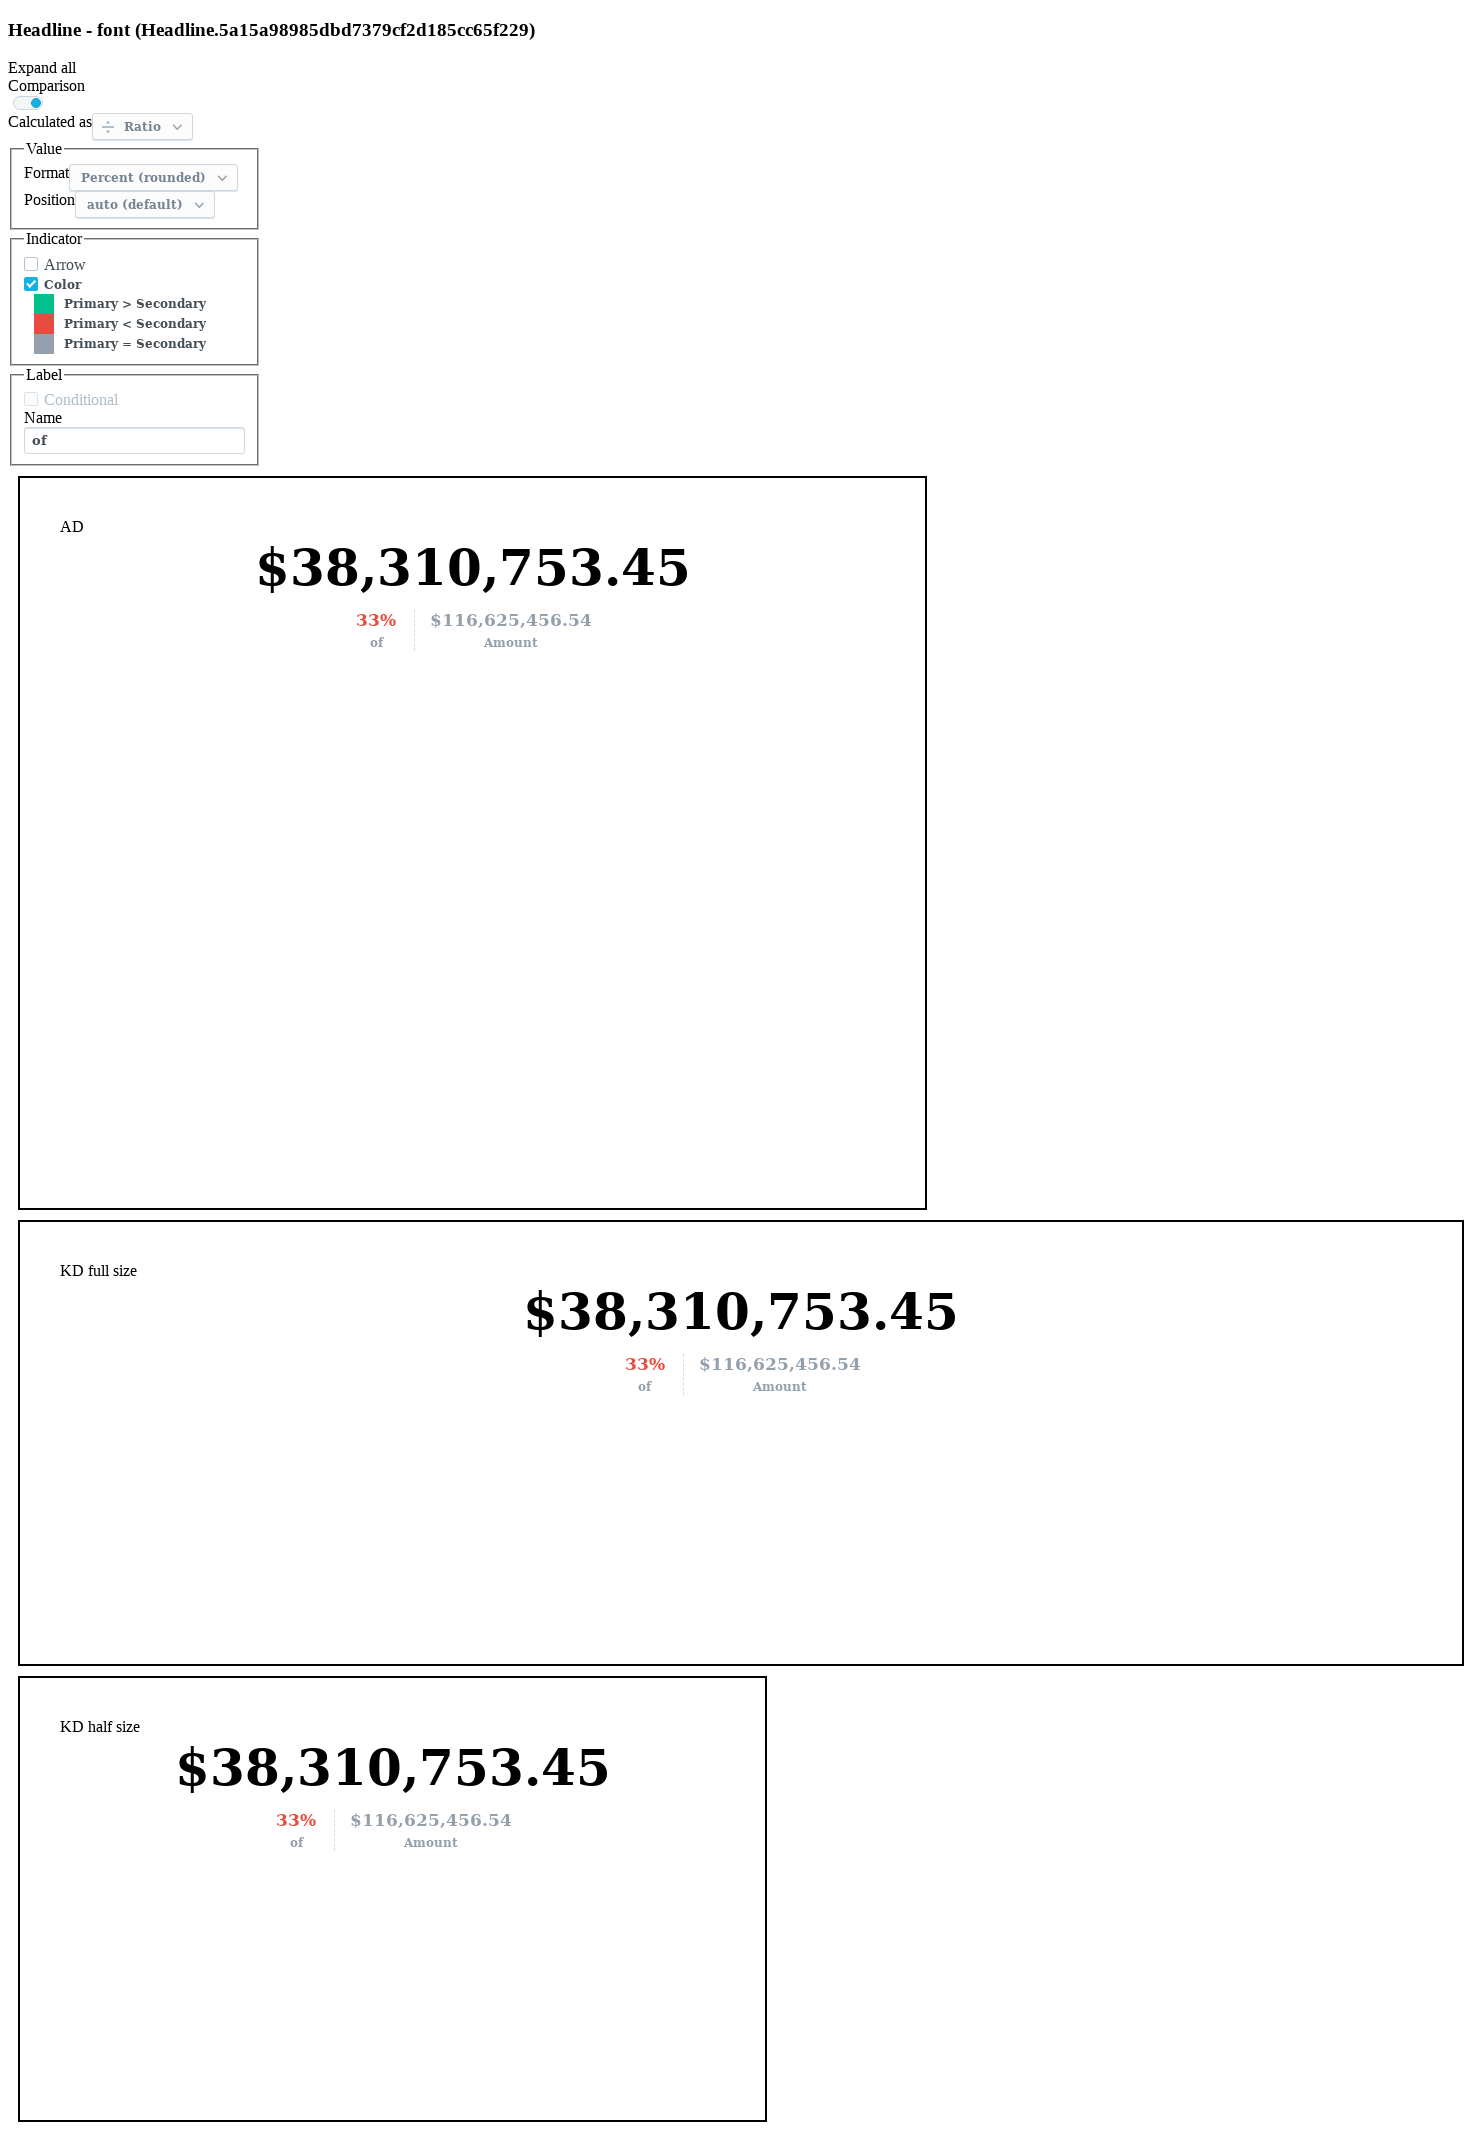 Headline - font (Headline.5a15a98985dbd7379cf2d185cc65f229)
Expand all
Comparison
Calculated as Ratio
Value
Format Percent (rounded)
Position auto (default)
Indicator
Arrow
Color
Primary > Secondary
Primary < Secondary
Primary = Secondary
Label
Conditional
Name
of
AD
$38,310,753.45
33% $116,625,456.54
of Amount
KD full size
$38,310,753.45
33% $116,625,456.54
of Amount
KD half size
$38,310,753.45
33% $116,625,456.54
of Amount